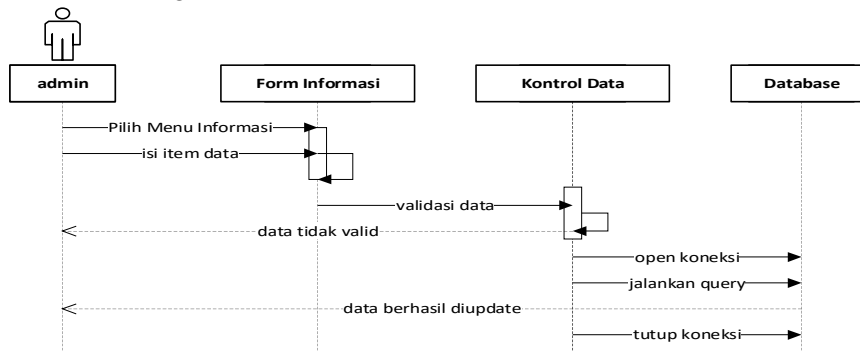 admin
Form Informasi
Kontrol Data
Database
Pilih Menu Informasi
isi item data
validasi data
data tidak valid
open koneksi
jalankan query
data berhasil diupdate
tutup koneksi